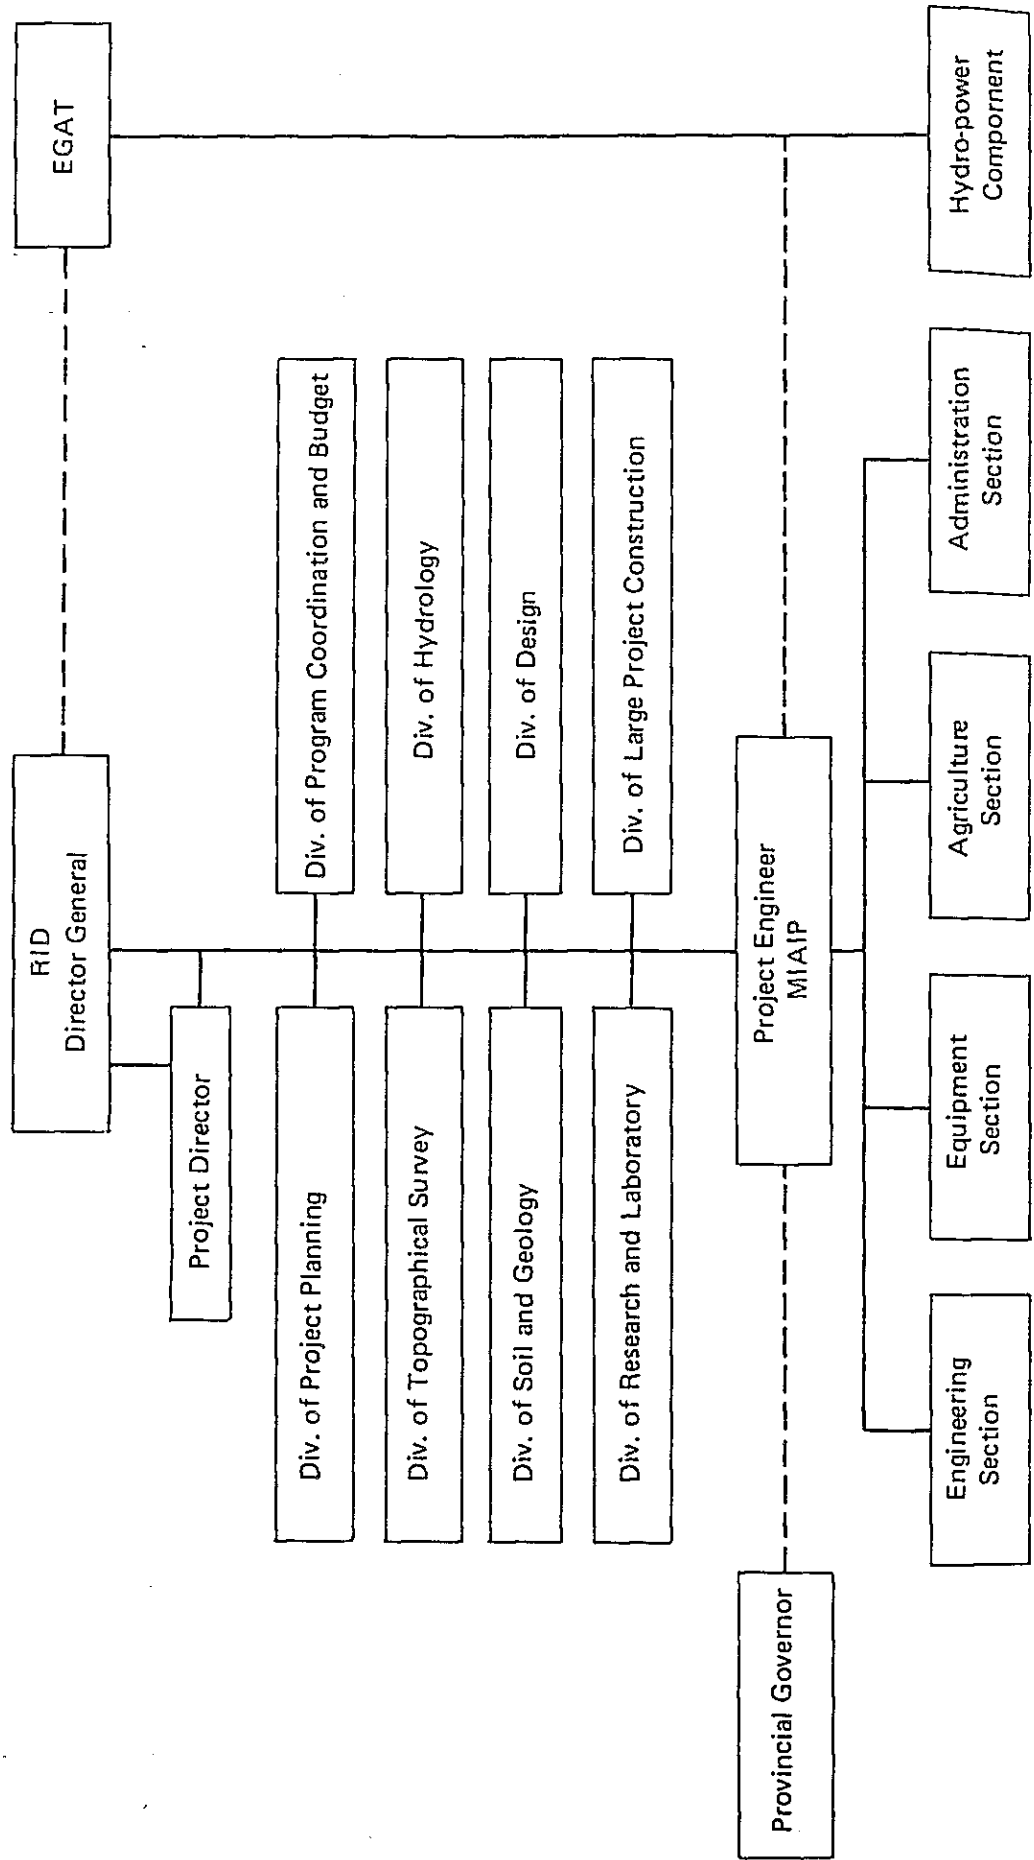 RID
Director General
EGAT
Project Director
Div. of Project Planning
Div. of Program Coordination and Budget
Div. of Topographical Survey
Div. of Hydrology
Div. of Soil and Geology
Div. of Design
Div. of Research and Laboratory
Div. of Large Project Construction
Provincial Governor
Project Engineer
MIAIP
Engineering
Section
Equipment
Section
Agriculture
Section
Administration
Section
Hydro-power
Compornent